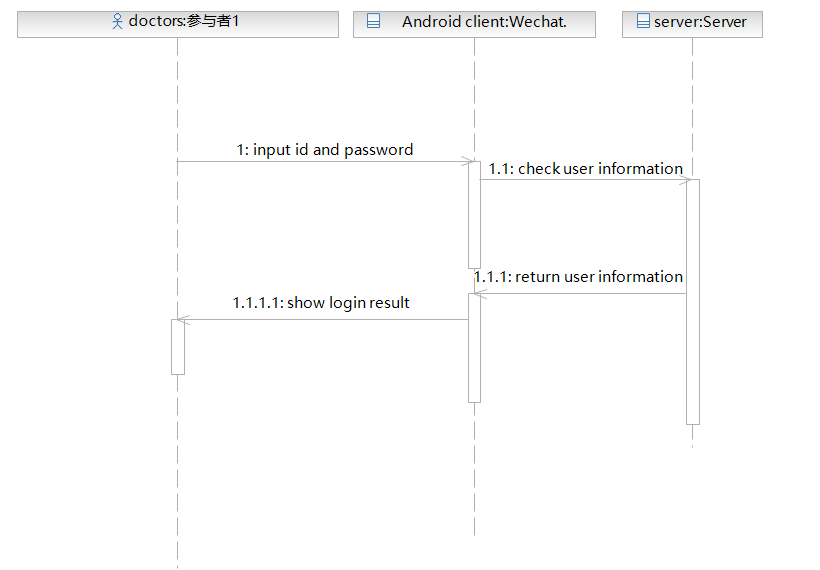 doctors:参与者1
Android client:Wechat.
server:Server
1: input id and password
1.1: check user information
1.1.1: return user information
1.1.1.1: show login result